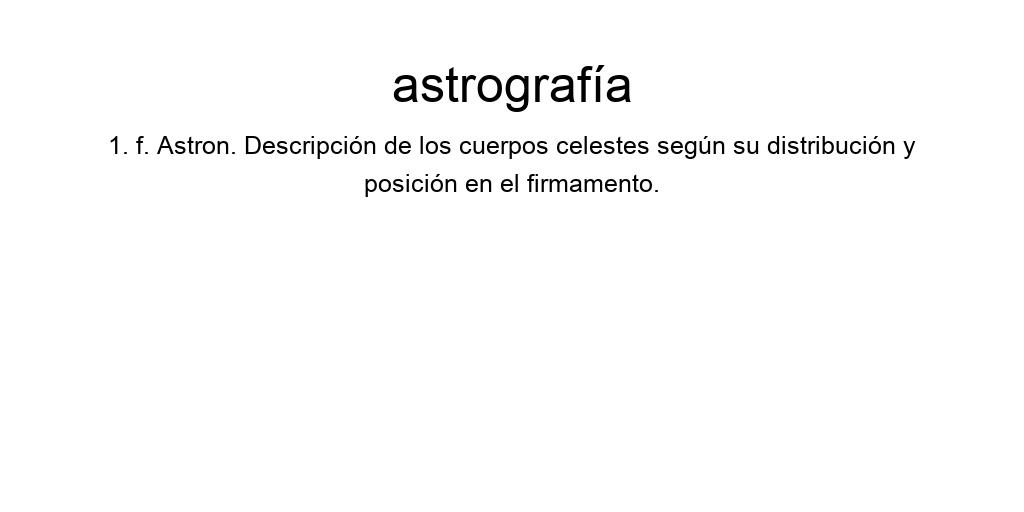 astrografía
1. f. Astron. Descripción de los cuerpos celestes según su distribución y
posición en el firmamento.